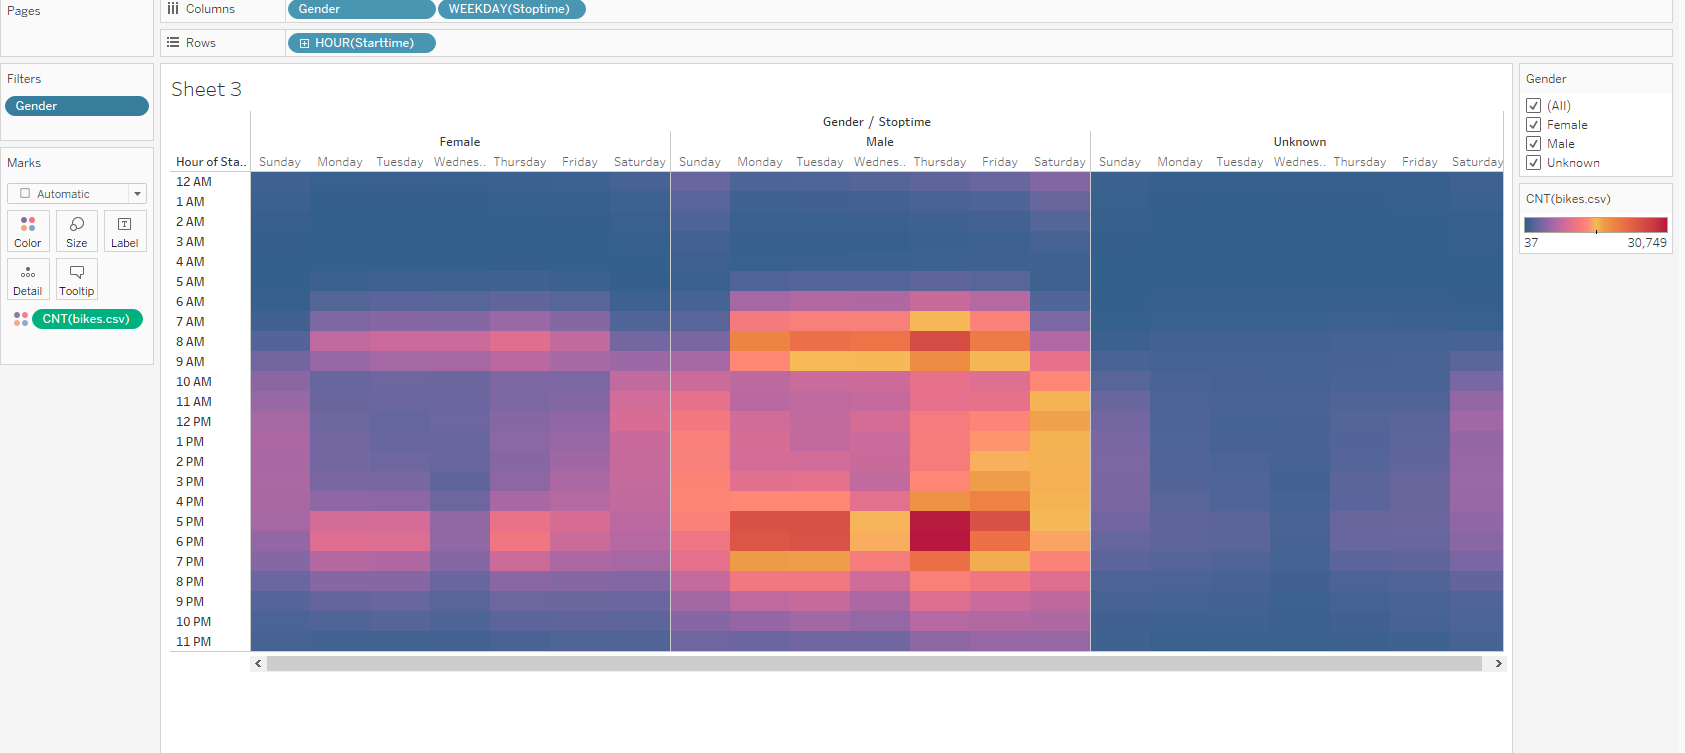 Pages
Columns
Gender
WEEKDAY(Stoptime)
Rows
HOUR(Starttime)
Filters
Gender
Marks
Automatic
Color
Size
Label
Detail
Tooltip
CNT(bikes.csv)
Sheet 3
Gender / Stoptime
Female Male Unknown
Hour of Sta.. Sunday Monday Tuesday Wednes.. Thursday Friday Saturday Sunday Monday Tuesday Wednes.. Thursday Friday Saturday Sunday Monday Tuesday Wednes.. Thursday Friday Saturday
12 AM
1 AM
2 AM
3 AM
4 AM
5 AM
6 AM
7 AM
8 AM
9 AM
10 AM
11 AM
12 PM
1 PM
2 PM
3 PM
4 PM
5 PM
6 PM
7 PM
8 PM
9 PM
10 PM
11 PM
Gender
(All)
Female
Male
Unknown
CNT(bikes.csv)
37 30,749